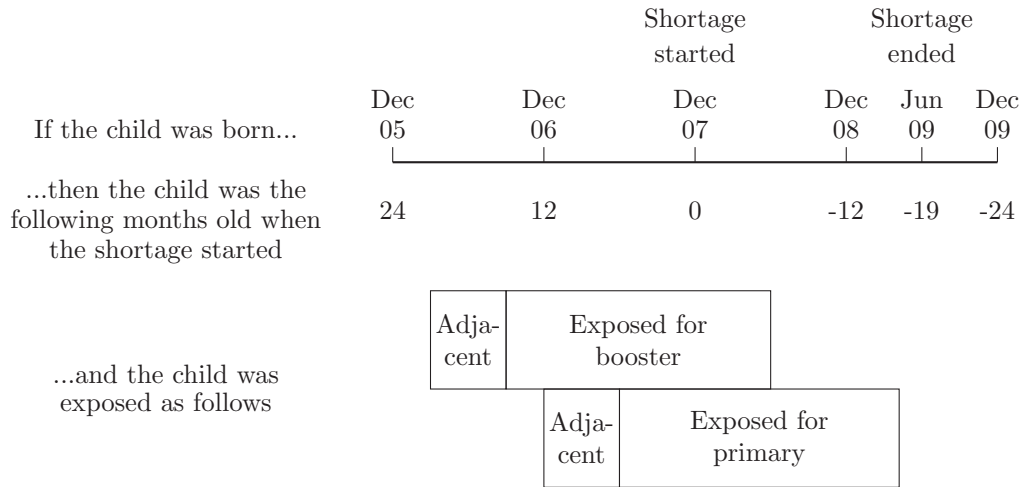 Shortage started
Shortage ended
Dec 05
Dec 06
Dec 07
Dec 08
Jun 09
Dec 09
If the child was born...
...then the child was the
following months old when
the shortage started
24 12 0 -12 -19 -24
Adja-
cent
Exposed for
booster
...and the child was
exposed as follows
Adja-
cent
Exposed for
primary